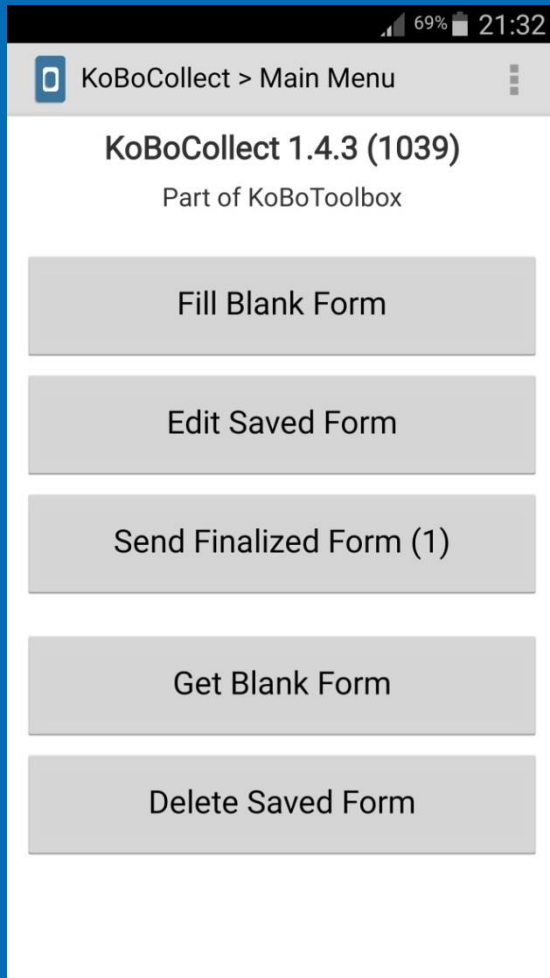 69% 21:32
KoBoCollect > Main Menu
KoBoCollect 1.4.3 (1039)
Part of KoBoToolbox
Fill Blank Form
Edit Saved Form
Send Finalized Form (1)
Get Blank Form
Delete Saved Form